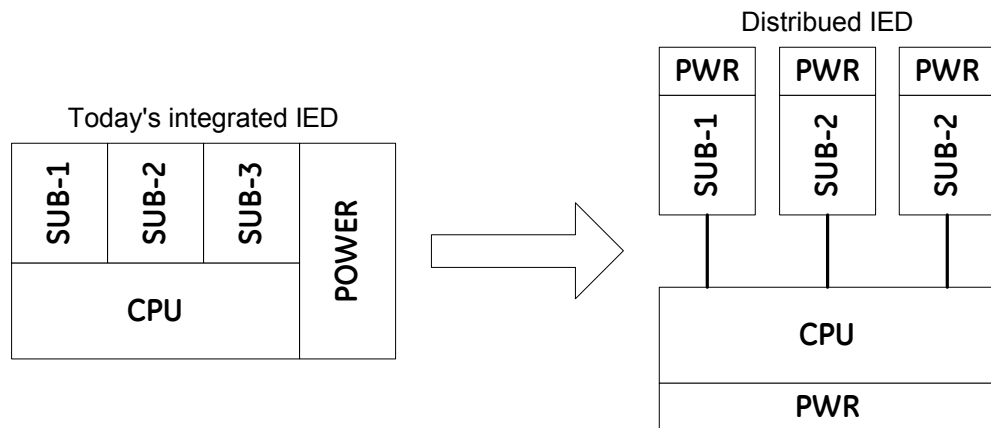 Today's integrated IED
SUB-1
SUB-2
SUB-3
POWER
CPU
Distribued IED
PWR
PWR
PWR
SUB-1
SUB-2
SUB-2
CPU
PWR